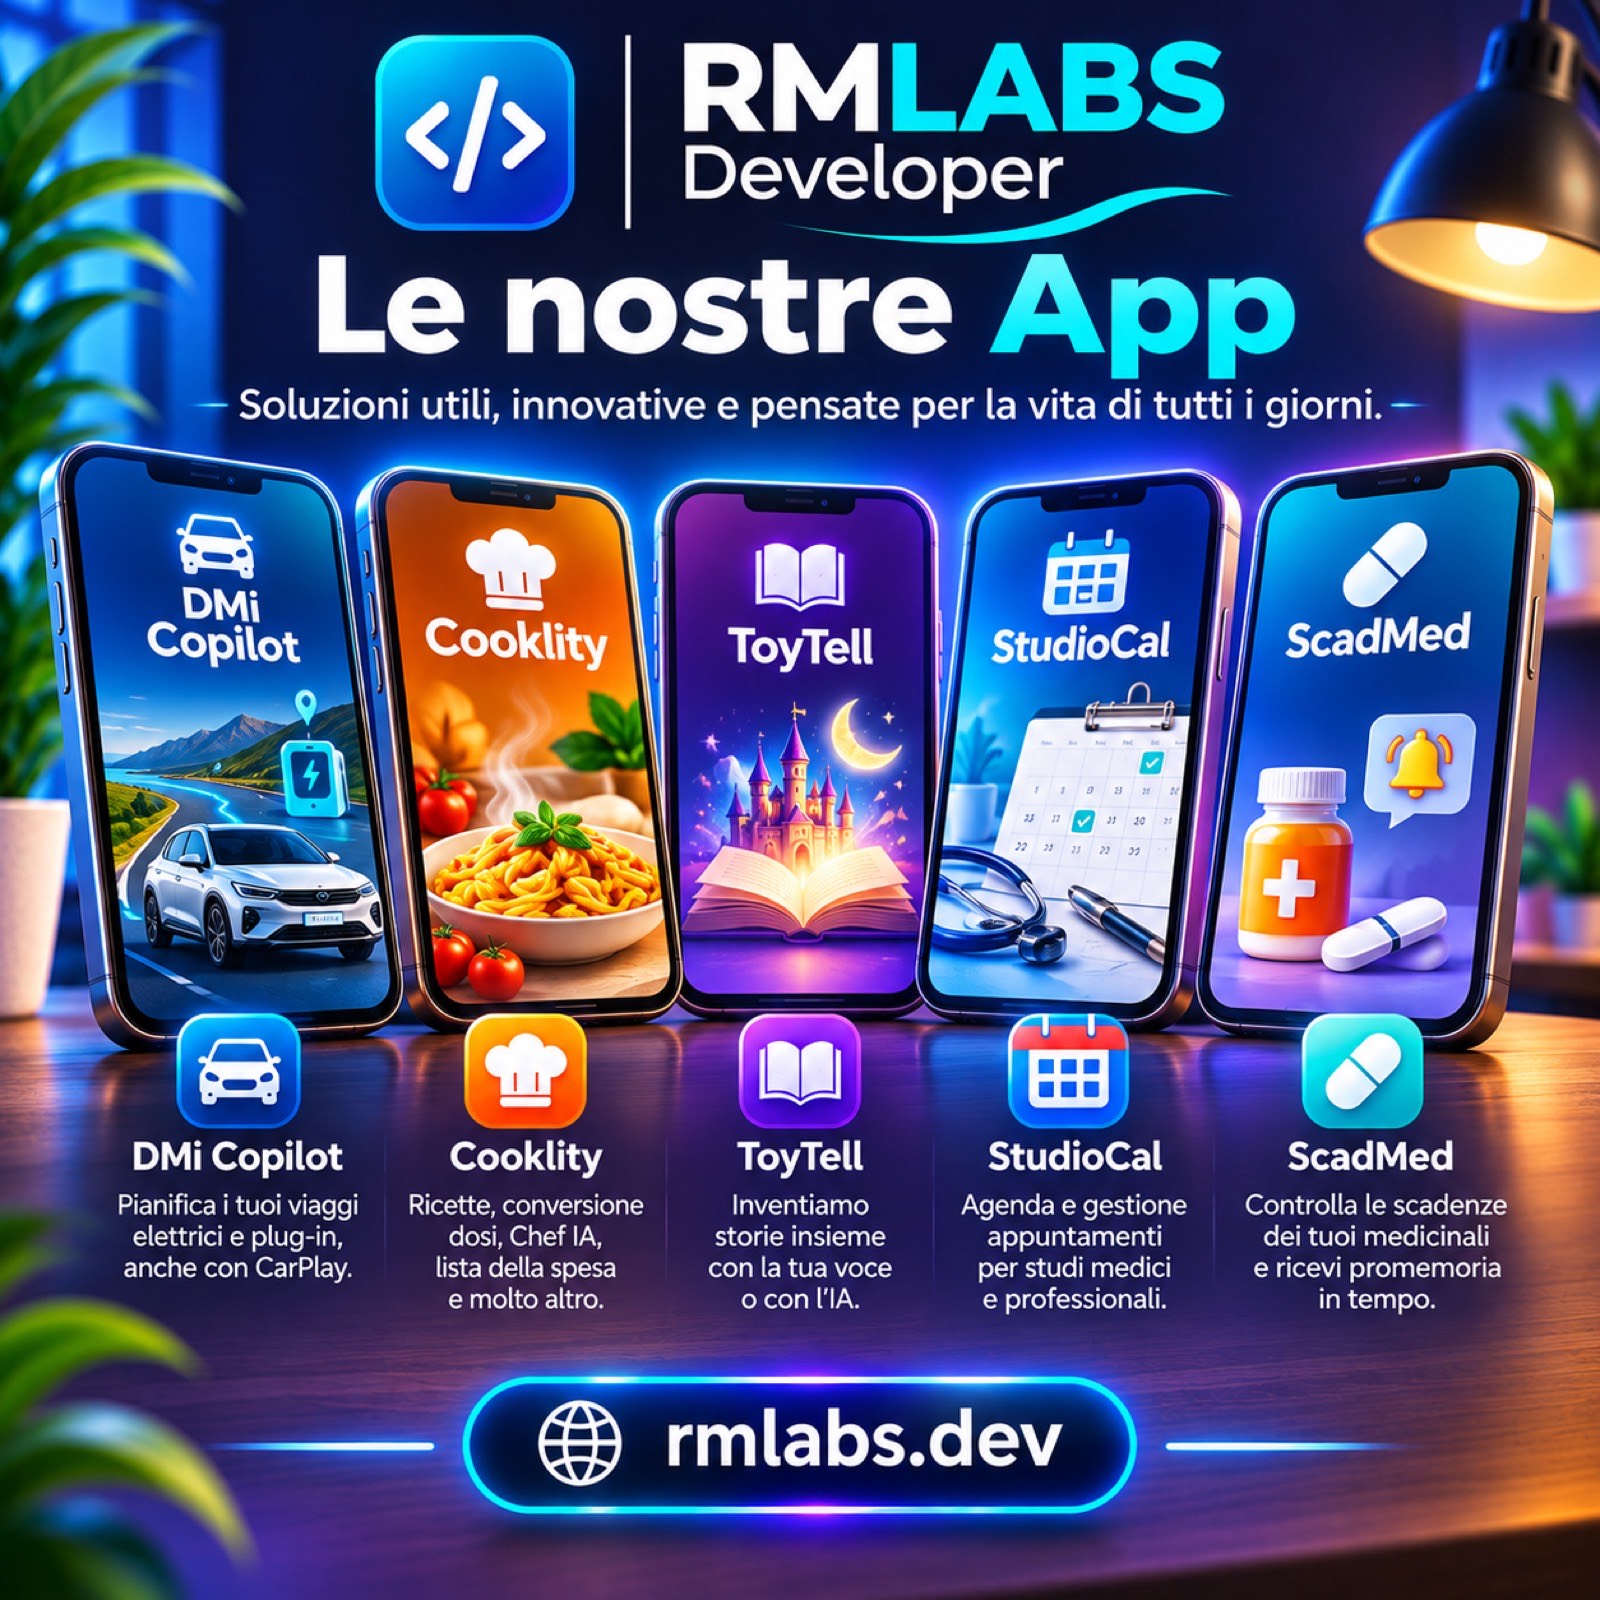 </>
RMLABS
Developer
Le nostre App
Soluzioni utili, innovative e pensate per la vita di tutti i giorni.
DMi
Copilot
Cooklity
ToyTell
StudioCal
ScadMed
DMi Copilot
Pianifica i tuoi viaggi
elettrici e plug-in,
anche con CarPlay.
Cooklity
Ricette, conversione
dosi, Chef IA,
lista della spesa
e molto altro.
ToyTell
Inventiamo
storie insieme
con la tua voce
o con l'IA.
StudioCal
Agenda e gestione
appuntamenti
per studi medici
e professionali.
ScadMed
Controlla le scadenze
dei tuoi medicinali
e ricevi promemoria
in tempo.
rmlabs.dev